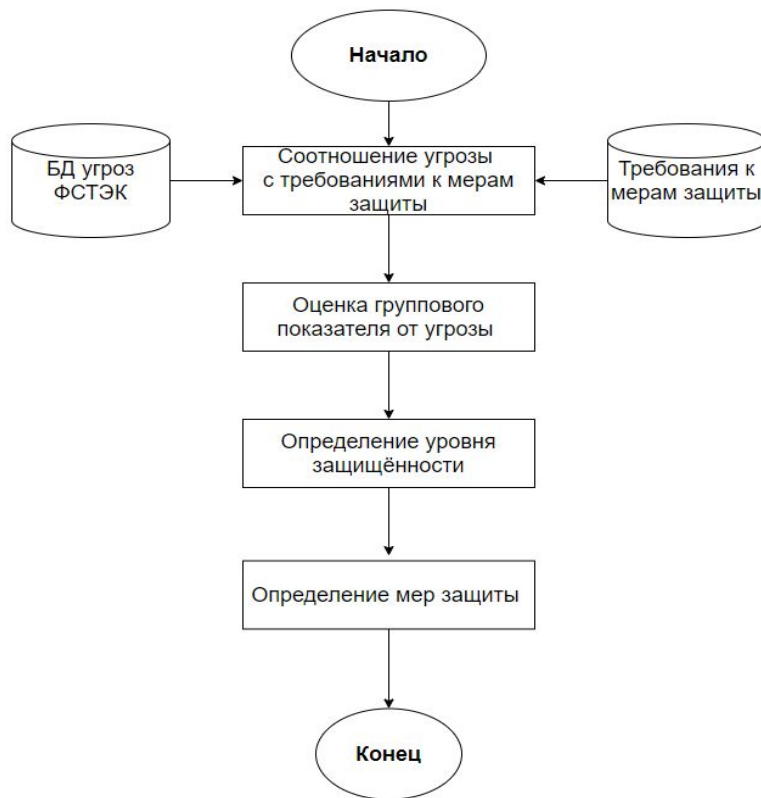 Начало
БД угроз
ФСТЭК
Соотношение угрозы
с требованиями к мерам
защиты
Требования к
мерам защиты
Оценка группового
показателя от угрозы
Определение уровня
защищённости
Определение мер защиты
Конец